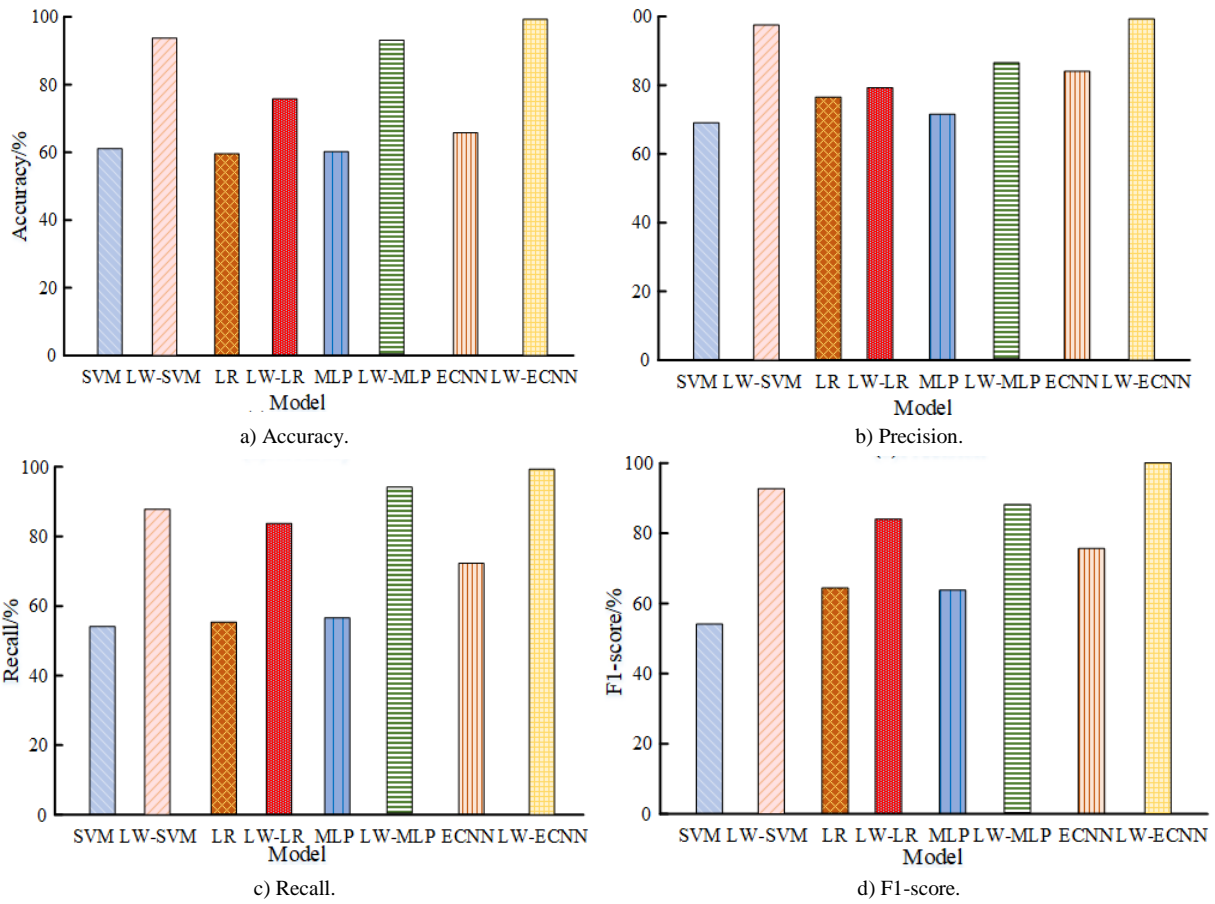 100
80
60
40
20
0
Accuracy/%
SVM LW-SVM LR LW-LR MLP LW-MLP ECNN LW-ECNN
Model
a) Accuracy.
00
80
60
40
20
0
SVM LW-SVM LR LW-LR MLP LW-MLP ECNN LW-ECNN
Model
b) Precision.
100
80
60
40
20
0
Recall/%
SVM LW-SVM LR LW-LR MLP LW-MLP ECNN LW-ECNN
Model
c) Recall.
100
80
60
40
20
0
F1-score/%
SVM LW-SVM LR LW-LR MLP LW-MLP ECNN LW-ECNN
Model
d) F1-score.